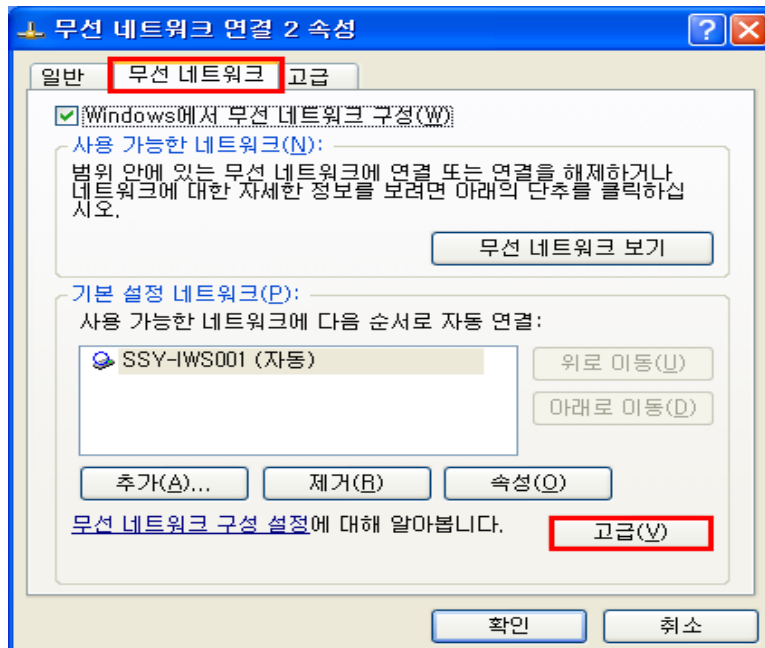 무선 네트워크 연결 2 속성
일반 무선 네트워크 고급
Windows에서 무선 네트워크 구성(W)
사용 가능한 네트워크(N):
범위 안에 있는 무선 네트워크에 연결 또는 연결을 해제하거나
네트워크에 대한 자세한 정보를 보려면 아래의 단추를 클릭하십
시오.
무선 네트워크 보기
기본 설정 네트워크(P):
사용 가능한 네트워크에 다음 순서로 자동 연결:
SSY-IWS001 (자동)
위로 이동(U)
아래로 이동(D)
추가(A)... 제거(R) 속성(O)
무선 네트워크 구성 설정에 대해 알아봅니다.
고급(V)
확인 취소